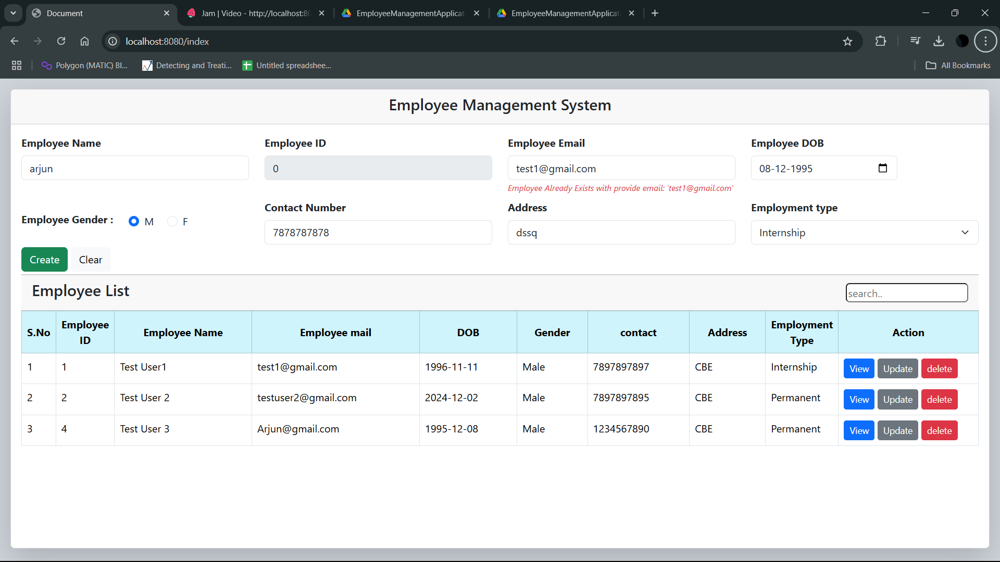 Document
Jam | Video - http://localhost:80
EmployeeManagementApplicat
EmployeeManagementApplicat
localhost:8080/index
Polygon (MATIC) Bl...
Detecting and Treati...
Untitled spreadshee...
All Bookmarks
Employee Management System
Employee Name
Employee ID
Employee Email
Employee DOB
arjun
0
test1@gmail.com
08-12-1995
Employee Already Exists with provide email: 'test1@gmail.com'
Employee Gender :
M
F
Contact Number
Address
Employment type
7878787878
dssq
Internship
Create
Clear
Employee List
search..
S.No
Employee
ID
Employee Name
Employee mail
DOB
Gender
contact
Address
Employment
Type
Action
1 1 Test User1 test1@gmail.com 1996-11-11 Male 7897897897 CBE Internship View Update delete
2 2 Test User 2 testuser2@gmail.com 2024-12-02 Male 7897897895 CBE Permanent View Update delete
3 4 Test User 3 Arjun@gmail.com 1995-12-08 Male 1234567890 CBE Permanent View Update delete